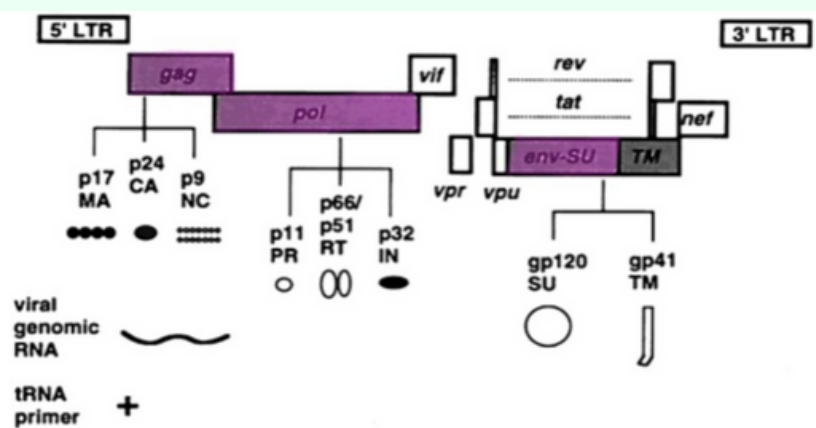 5' LTR
3' LTR
gag
vif
rev
pol
tat
nef
env-SU
TM
vpr
vpu
p17
MA
p24
CA
p9
NC
p11
PR
p66/
p51
RT
p32
IN
gp120
SU
gp41
TM
viral
genomic
RNA
tRNA
primer